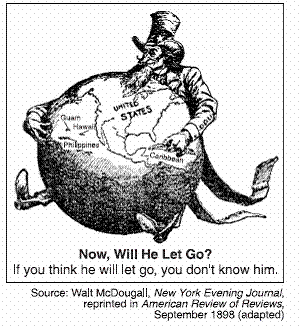 UNITED
STATES
Guam
Hawaii
Philippines
Caribbean
Now, Will He Let Go?
If you think he will let go, you don't know him.
Source: Walt McDougall, New York Evening Journal,
reprinted in American Review of Reviews,
September 1898 (adapted)